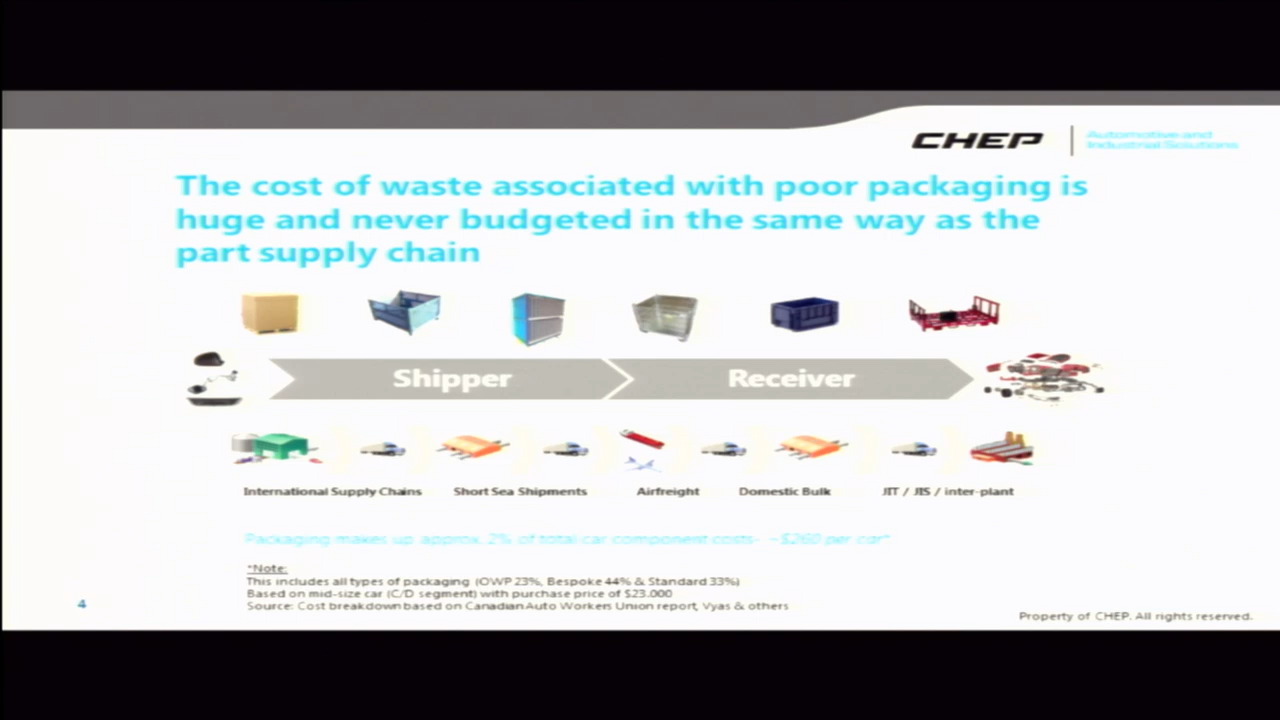 CHEP
Automotive and
Industrial Solutions
The cost of waste associated with poor packaging is
huge and never budgeted in the same way as the
part supply chain
Shipper
Receiver
International Supply Chains
Short Sea Shipments
Airfreight
Domestic Bulk
JIT / JIS / inter-plant
Packaging makes up approx. 2% of total car component costs- ~$260 per car*
*Note:
This includes all types of packaging (OWP 23%, Bespoke 44% & Standard 33%)
Based on mid-size car (C/D segment) with purchase price of $23.000
Source: Cost breakdown based on Canadian Auto Workers Union report, Vyas & others
4
Property of CHEP. All rights reserved.